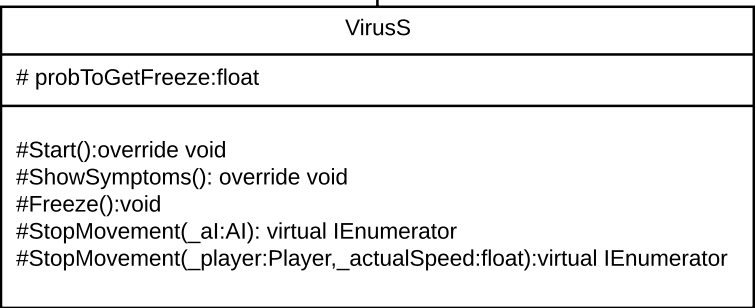 VirusS
# probToGetFreeze:float
#Start():override void
#ShowSymptoms(): override void
#Freeze():void
#StopMovement(_aI:AI): virtual IEnumerator
#StopMovement(_player:Player,_actualSpeed:float):virtual IEnumerator